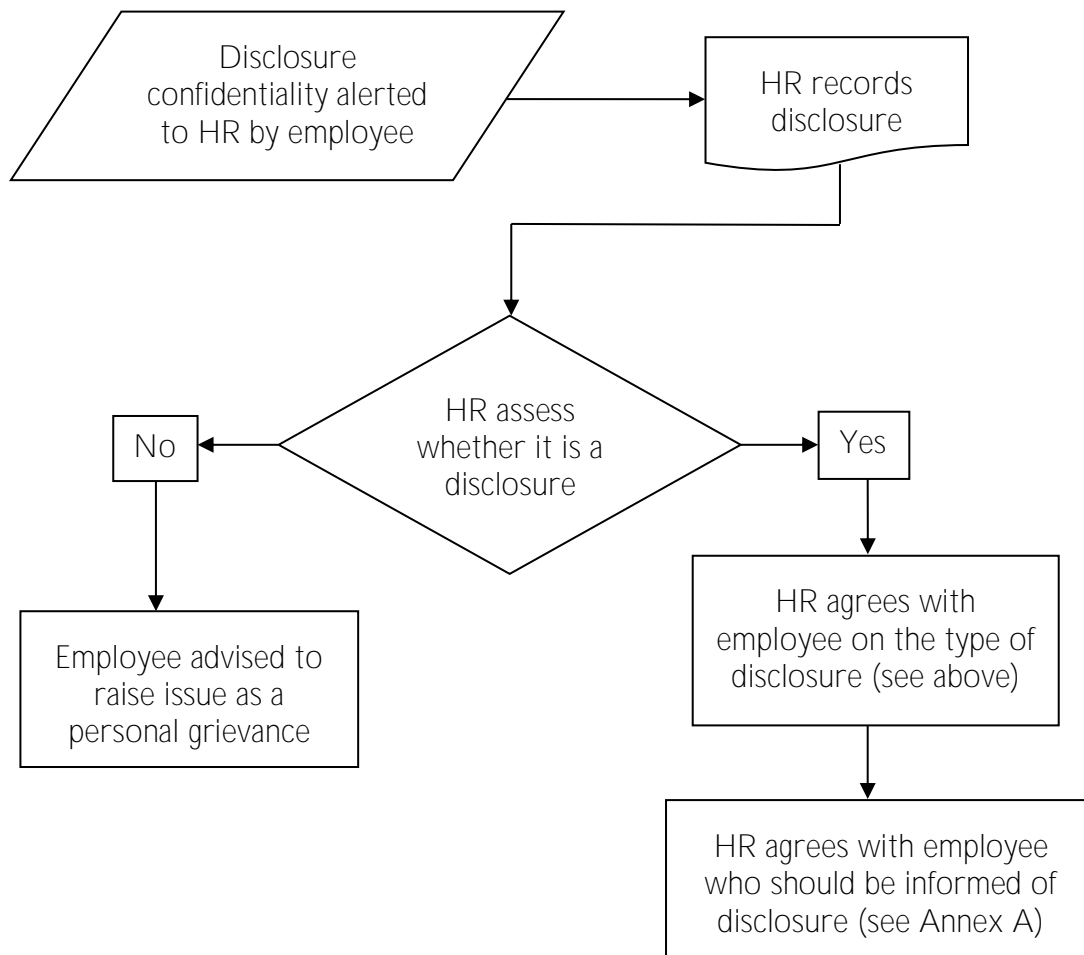 Disclosure
confidentiality alerted
to HR by employee
HR records
disclosure
HR assess
whether it is a
disclosure
No
Yes
Employee advised to
raise issue as a
personal grievance
HR agrees with
employee on the type of
disclosure (see above)
HR agrees with employee
who should be informed of
disclosure (see Annex A)